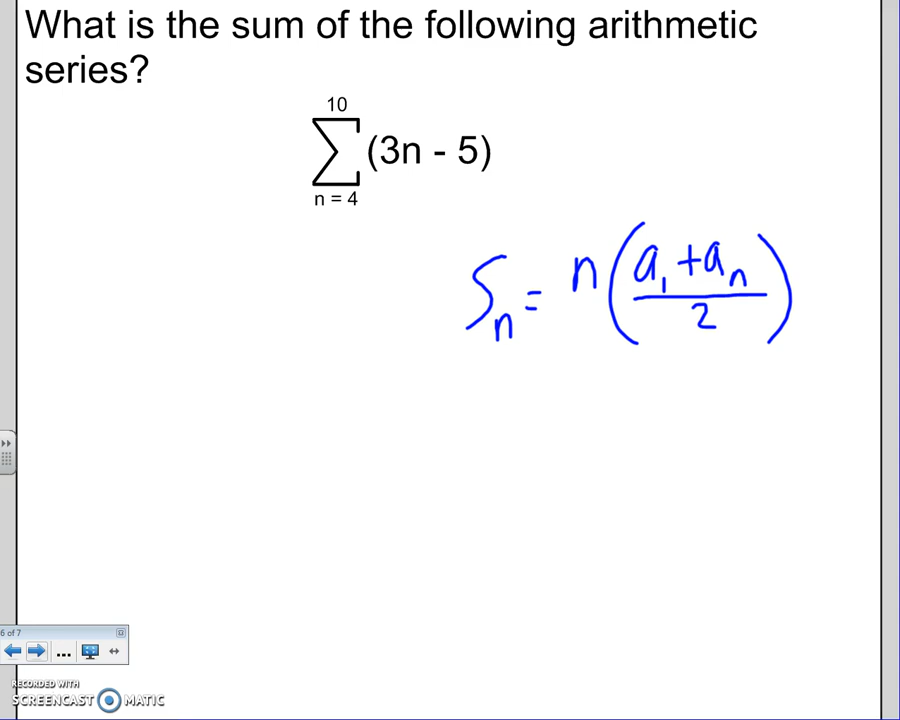 What is the sum of the following arithmetic
series?
10
∑ (3n - 5)
n = 4
Sn = n(a1 + an / 2)
6 of 7
...
RECORDED WITH
SCREENCAST MATIC